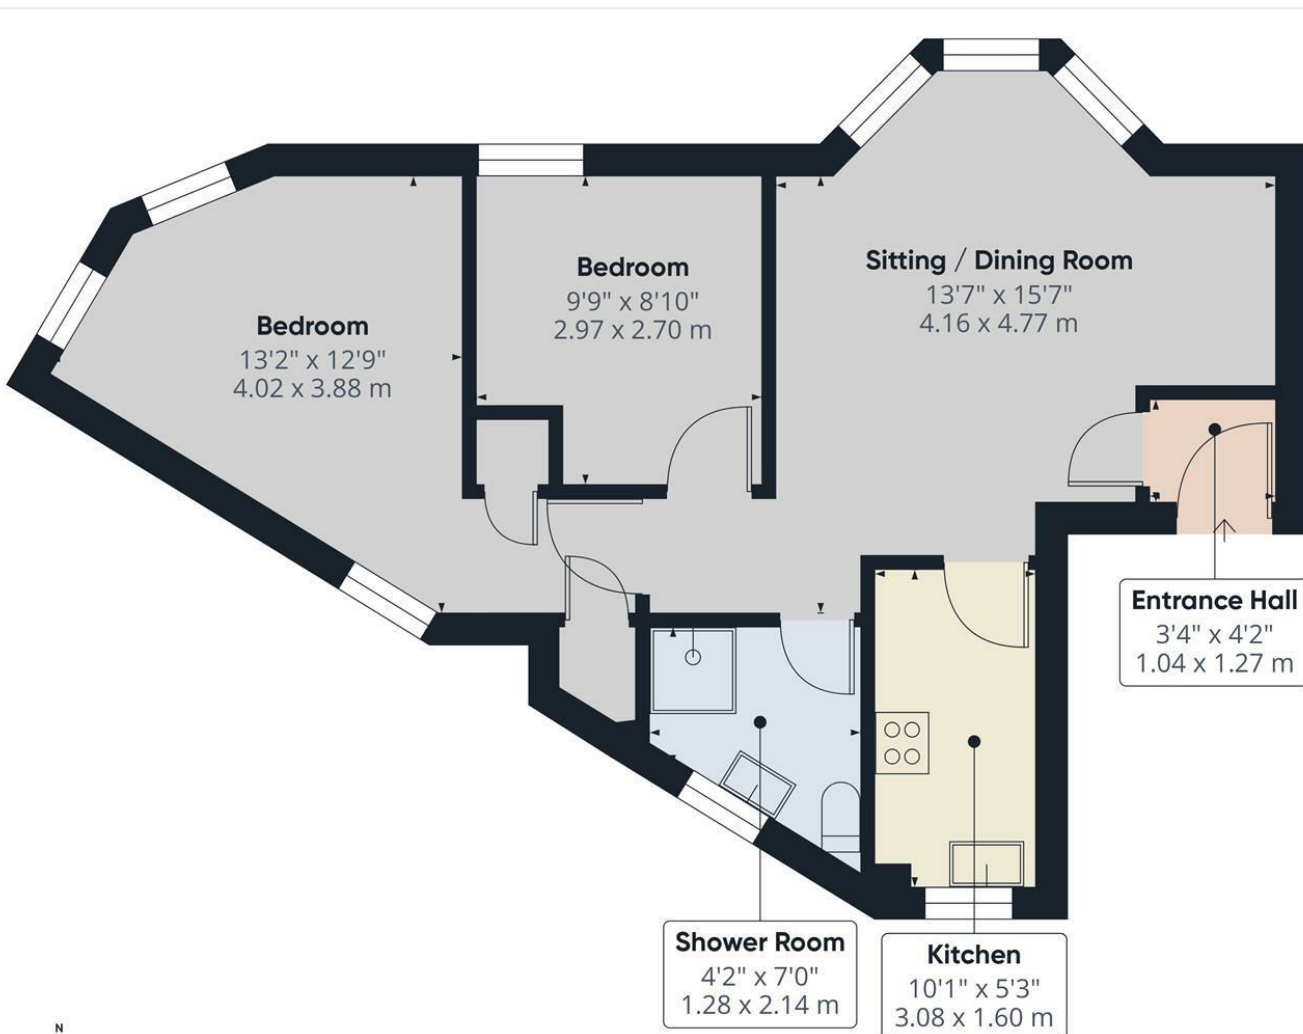 Sitting / Dining Room
13'7" x 15'7"
4.16 x 4.77 m
Bedroom
9'9" x 8'10"
2.97 x 2.70 m
Bedroom
13'2" x 12'9"
4.02 x 3.88 m
Entrance Hall
3'4" x 4'2"
1.04 x 1.27 m
Shower Room
4'2" x 7'0"
1.28 x 2.14 m
Kitchen
10'1" x 5'3"
3.08 x 1.60 m
N